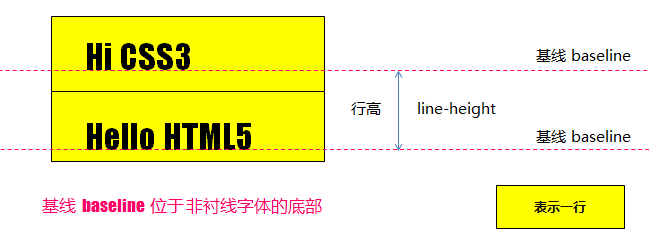 Hi CSS3
基线 baseline
行高 line-height
Hello HTML5
基线 baseline
基线 baseline 位于非衬线字体的底部
表示一行